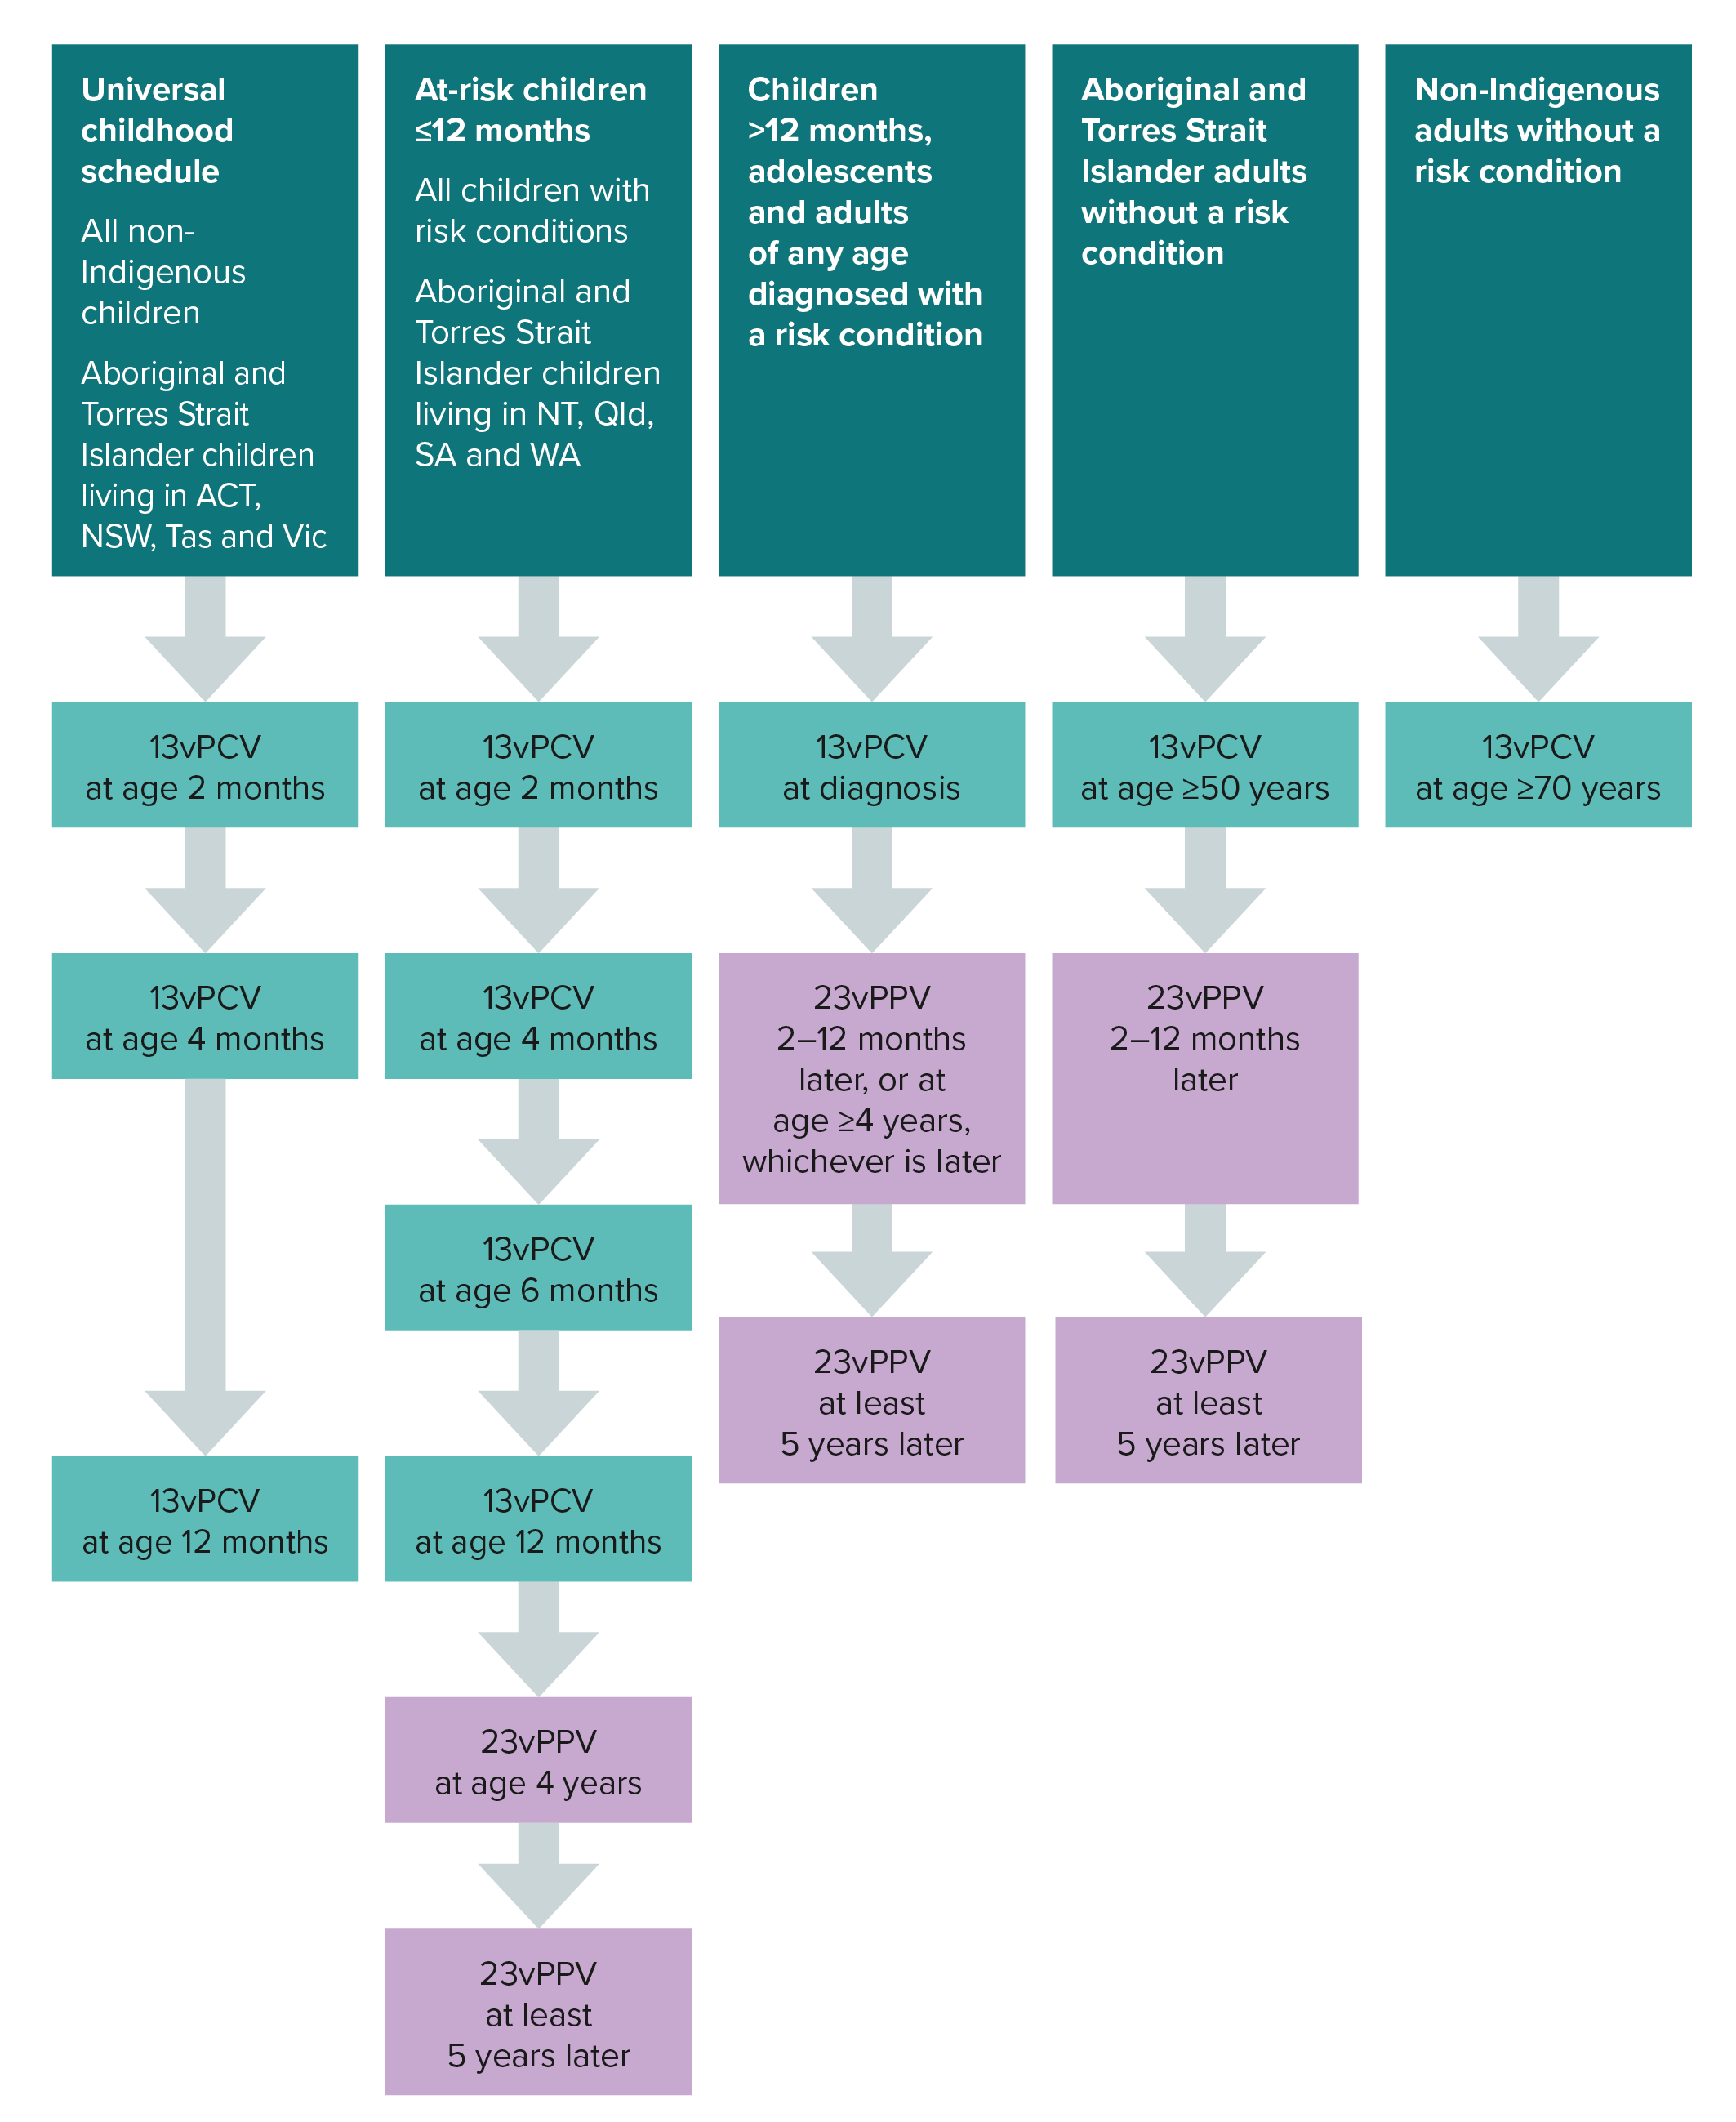 Universal
childhood
schedule
All non-
Indigenous
children
Aboriginal and
Torres Strait
Islander children
living in ACT,
NSW, Tas and Vic
13vPCV
at age 2 months
13vPCV
at age 4 months
13vPCV
at age 12 months
At-risk children
≤12 months
All children with
risk conditions
Aboriginal and
Torres Strait
Islander children
living in NT, Qld,
SA and WA
13vPCV
at age 2 months
13vPCV
at age 4 months
13vPCV
at age 6 months
13vPCV
at age 12 months
23vPPV
at age 4 years
23vPPV
at least
5 years later
Children
>12 months,
adolescents
and adults
of any age
diagnosed with
a risk condition
13vPCV
at diagnosis
23vPPV
2–12 months
later, or at
age ≥4 years,
whichever is later
23vPPV
at least
5 years later
Aboriginal and
Torres Strait
Islander adults
without a risk
condition
13vPCV
at age ≥50 years
23vPPV
2–12 months
later
23vPPV
at least
5 years later
Non-Indigenous
adults without a
risk condition
13vPCV
at age ≥70 years